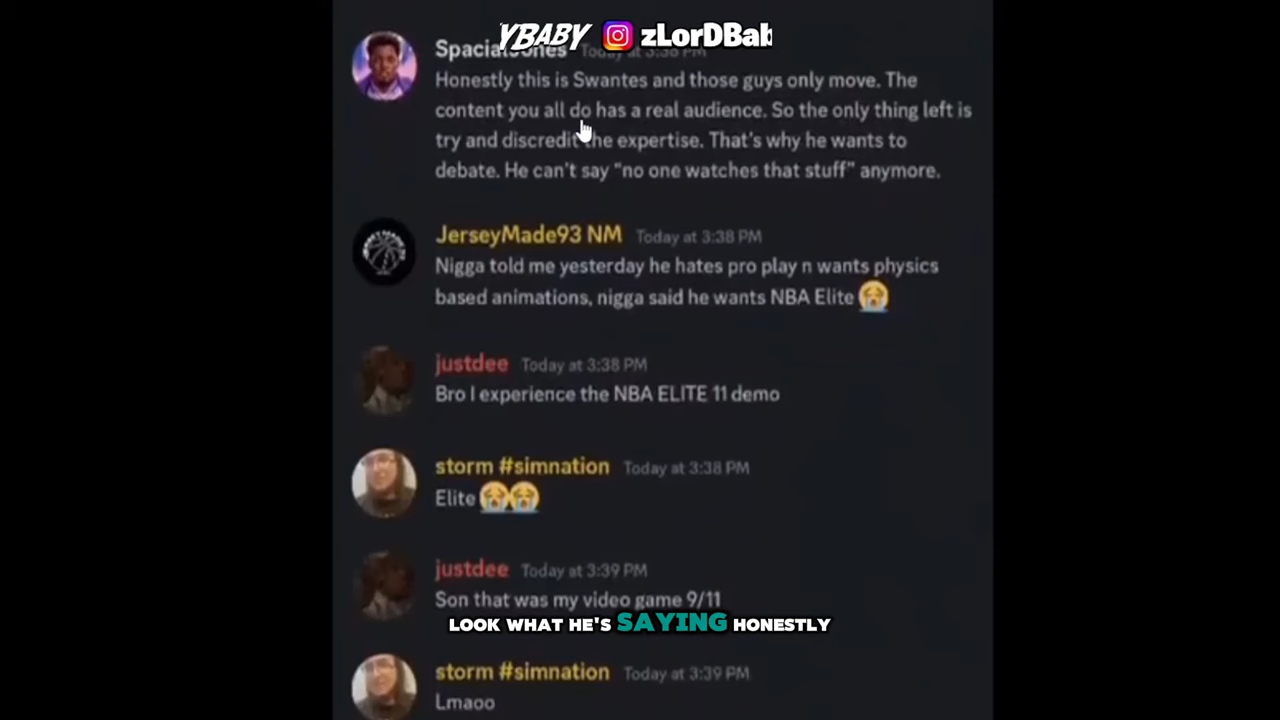 YBABY zLorDBab
SpacialJones Today at 3:38 PM
Honestly this is Swantes and those guys only move. The
content you all do has a real audience. So the only thing left is
try and discredit the expertise. That's why he wants to
debate. He can't say “no one watches that stuff” anymore.
JerseyMade93 NM Today at 3:38 PM
Nigga told me yesterday he hates pro play n wants physics
based animations, nigga said he wants NBA Elite 😭
justdee Today at 3:38 PM
Bro I experience the NBA ELITE 11 demo
storm #simnation Today at 3:38 PM
Elite 😭😭
justdee Today at 3:39 PM
Son that was my video game 9/11
LOOK WHAT HE'S SAYING HONESTLY
storm #simnation Today at 3:39 PM
Lmaoo